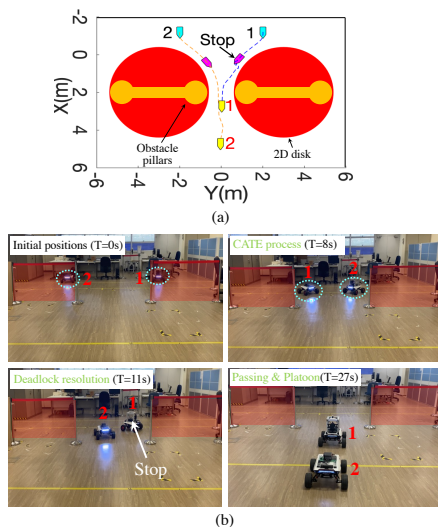 -2
0
2
4
6
X(m)
2
1
Stop
1
2
Obstacle
pillars
2D disk
-6
-4
-2
0
2
4
6
Y(m)
(a)
Initial positions (T=0s)
2
1
CATE process (T=8s)
1
2
Deadlock resolution (T=11s)
1
2
Stop
Passing & Platoon(T=27s)
1
2
(b)